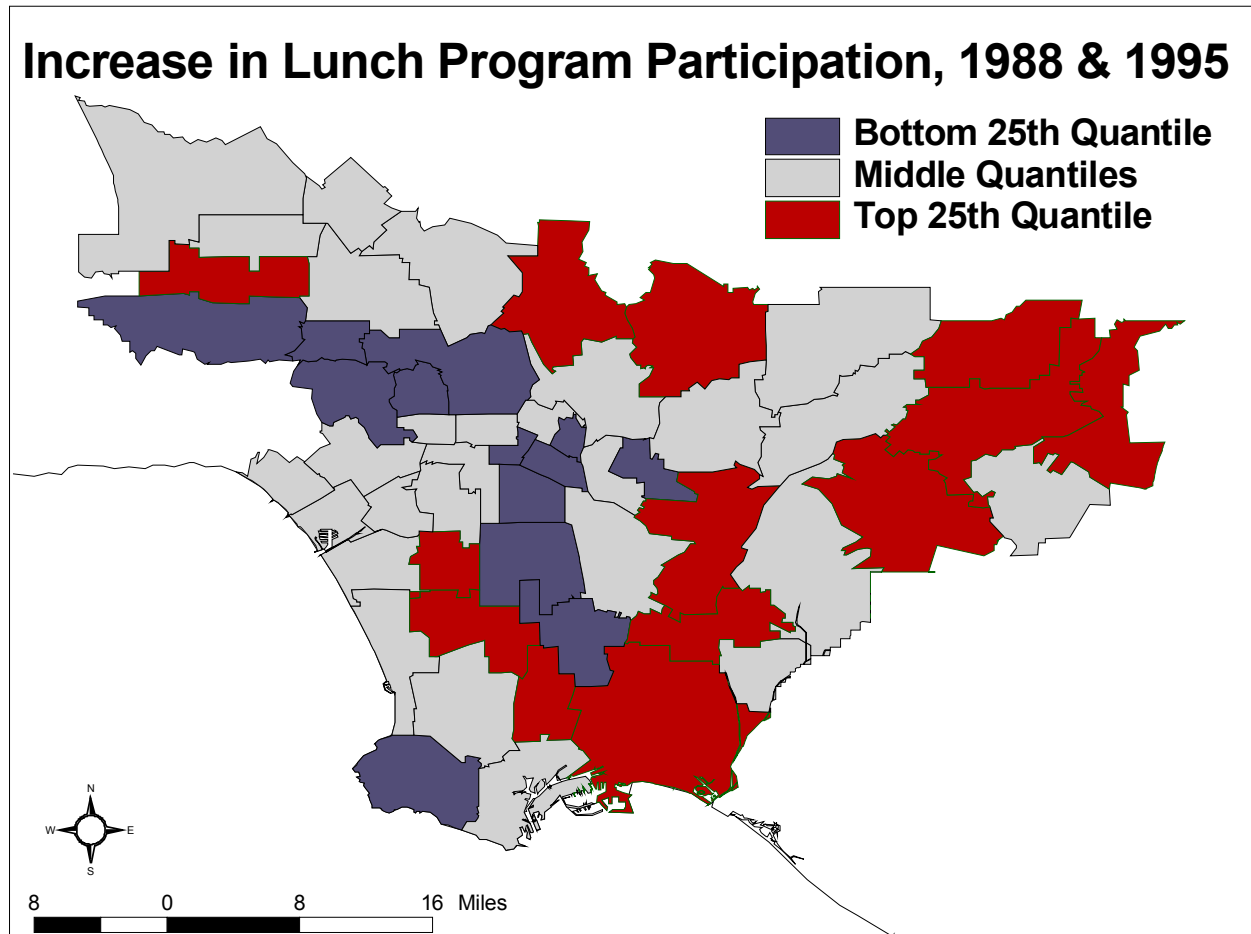 Increase in Lunch Program Participation, 1988 & 1995
Bottom 25th Quantile
Middle Quantiles
Top 25th Quantile
N
W E
S
8 0 8 16 Miles